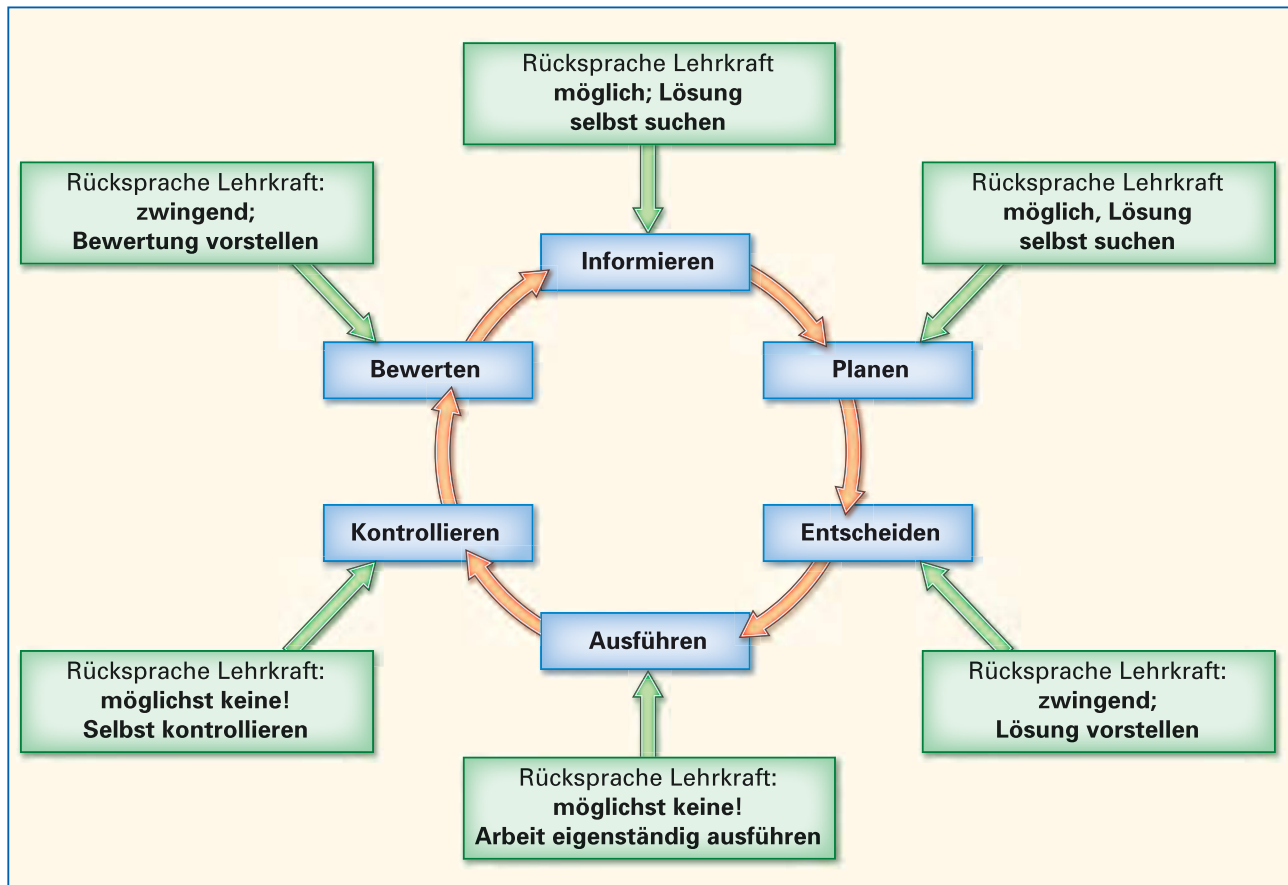 Rücksprache Lehrkraft
möglich; Lösung
selbst suchen
Rücksprache Lehrkraft:
zwingend;
Bewertung vorstellen
Rücksprache Lehrkraft
möglich, Lösung
selbst suchen
Informieren
Bewerten
Planen
Kontrollieren
Entscheiden
Ausführen
Rücksprache Lehrkraft:
möglichst keine!
Selbst kontrollieren
Rücksprache Lehrkraft:
zwingend;
Lösung vorstellen
Rücksprache Lehrkraft:
möglichst keine!
Arbeit eigenständig ausführen